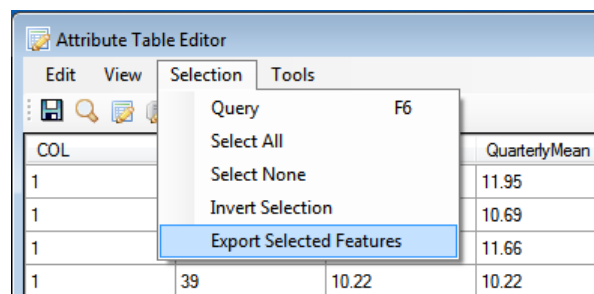 Attribute Table Editor
Edit View Selection Tools
Query F6
COL QuarterlyMean
Select All
1 11.95
Select None
1 10.69
Invert Selection
1 11.66
Export Selected Features
1 39 10.22 10.22